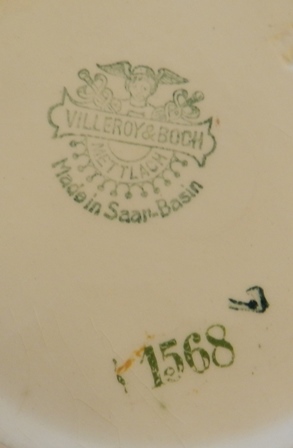 VILLEROY & BOCH
METTLACH
Made in Saar-Basin
1568